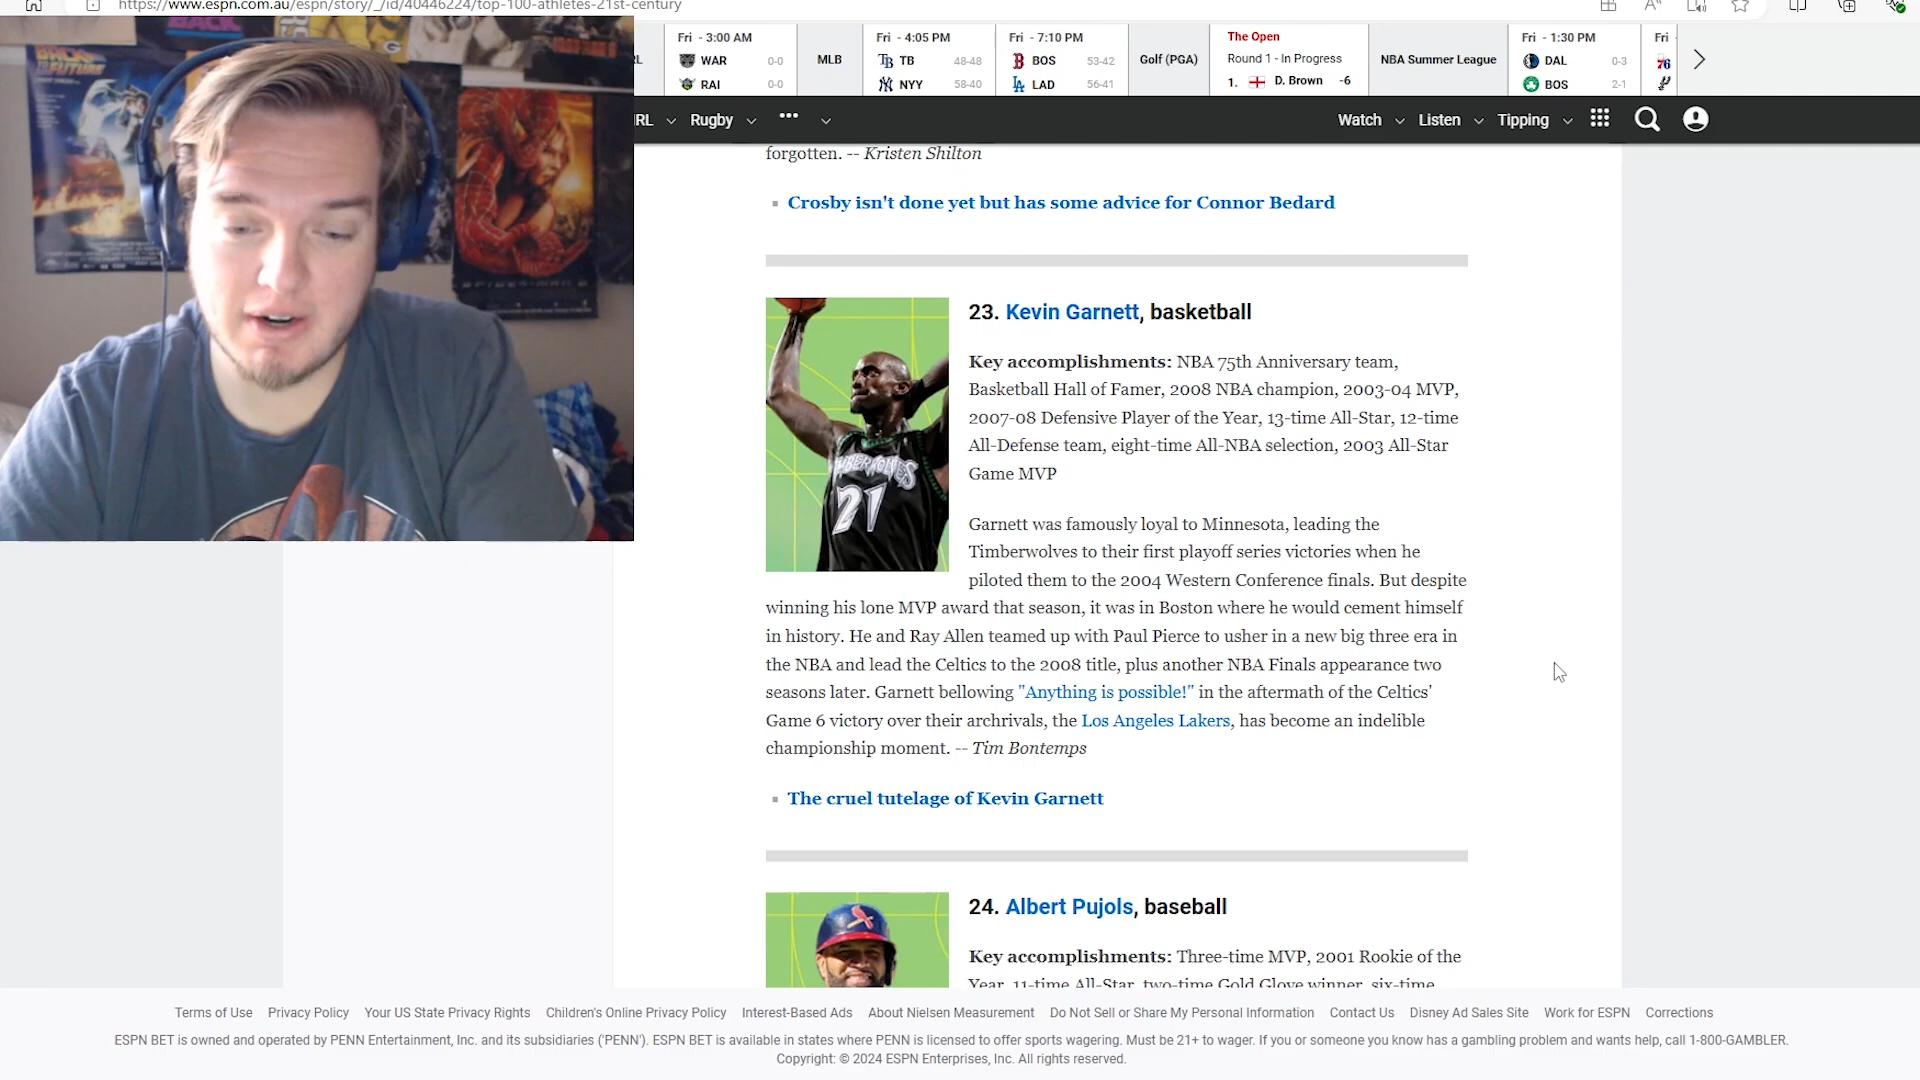 https://www.espn.com.au/espn/story/_/id/40446224/top-100-athletes-21st-century
Fri - 3:00 AM
WAR 0-0
RAI 0-0
MLB
Fri - 4:05 PM
TB 48-48
NYY 58-40
Fri - 7:10 PM
BOS 53-42
LAD 56-41
Golf (PGA)
The Open
Round 1 - In Progress
1. D. Brown -6
NBA Summer League
Fri - 1:30 PM
DAL 0-3
BOS 2-1
Fri
Rugby
Watch
Listen
Tipping
forgotten. -- Kristen Shilton
Crosby isn't done yet but has some advice for Connor Bedard
23. Kevin Garnett, basketball
Key accomplishments: NBA 75th Anniversary team,
Basketball Hall of Famer, 2008 NBA champion, 2003-04 MVP,
2007-08 Defensive Player of the Year, 13-time All-Star, 12-time
All-Defense team, eight-time All-NBA selection, 2003 All-Star
Game MVP
Garnett was famously loyal to Minnesota, leading the
Timberwolves to their first playoff series victories when he
piloted them to the 2004 Western Conference finals. But despite
winning his lone MVP award that season, it was in Boston where he would cement himself
in history. He and Ray Allen teamed up with Paul Pierce to usher in a new big three era in
the NBA and lead the Celtics to the 2008 title, plus another NBA Finals appearance two
seasons later. Garnett bellowing "Anything is possible!" in the aftermath of the Celtics'
Game 6 victory over their archrivals, the Los Angeles Lakers, has become an indelible
championship moment. -- Tim Bontemps
The cruel tutelage of Kevin Garnett
24. Albert Pujols, baseball
Key accomplishments: Three-time MVP, 2001 Rookie of the
Year, 11-time All-Star, two-time Gold Glove winner, six-time
21
Terms of Use Privacy Policy Your US State Privacy Rights Children's Online Privacy Policy Interest-Based Ads About Nielsen Measurement Do Not Sell or Share My Personal Information Contact Us Disney Ad Sales Site Work for ESPN Corrections
ESPN BET is owned and operated by PENN Entertainment, Inc. and its subsidiaries ('PENN'). ESPN BET is available in states where PENN is licensed to offer sports wagering. Must be 21+ to wager. If you or someone you know has a gambling problem and wants help, call 1-800-GAMBLER.
Copyright: © 2024 ESPN Enterprises, Inc. All rights reserved.